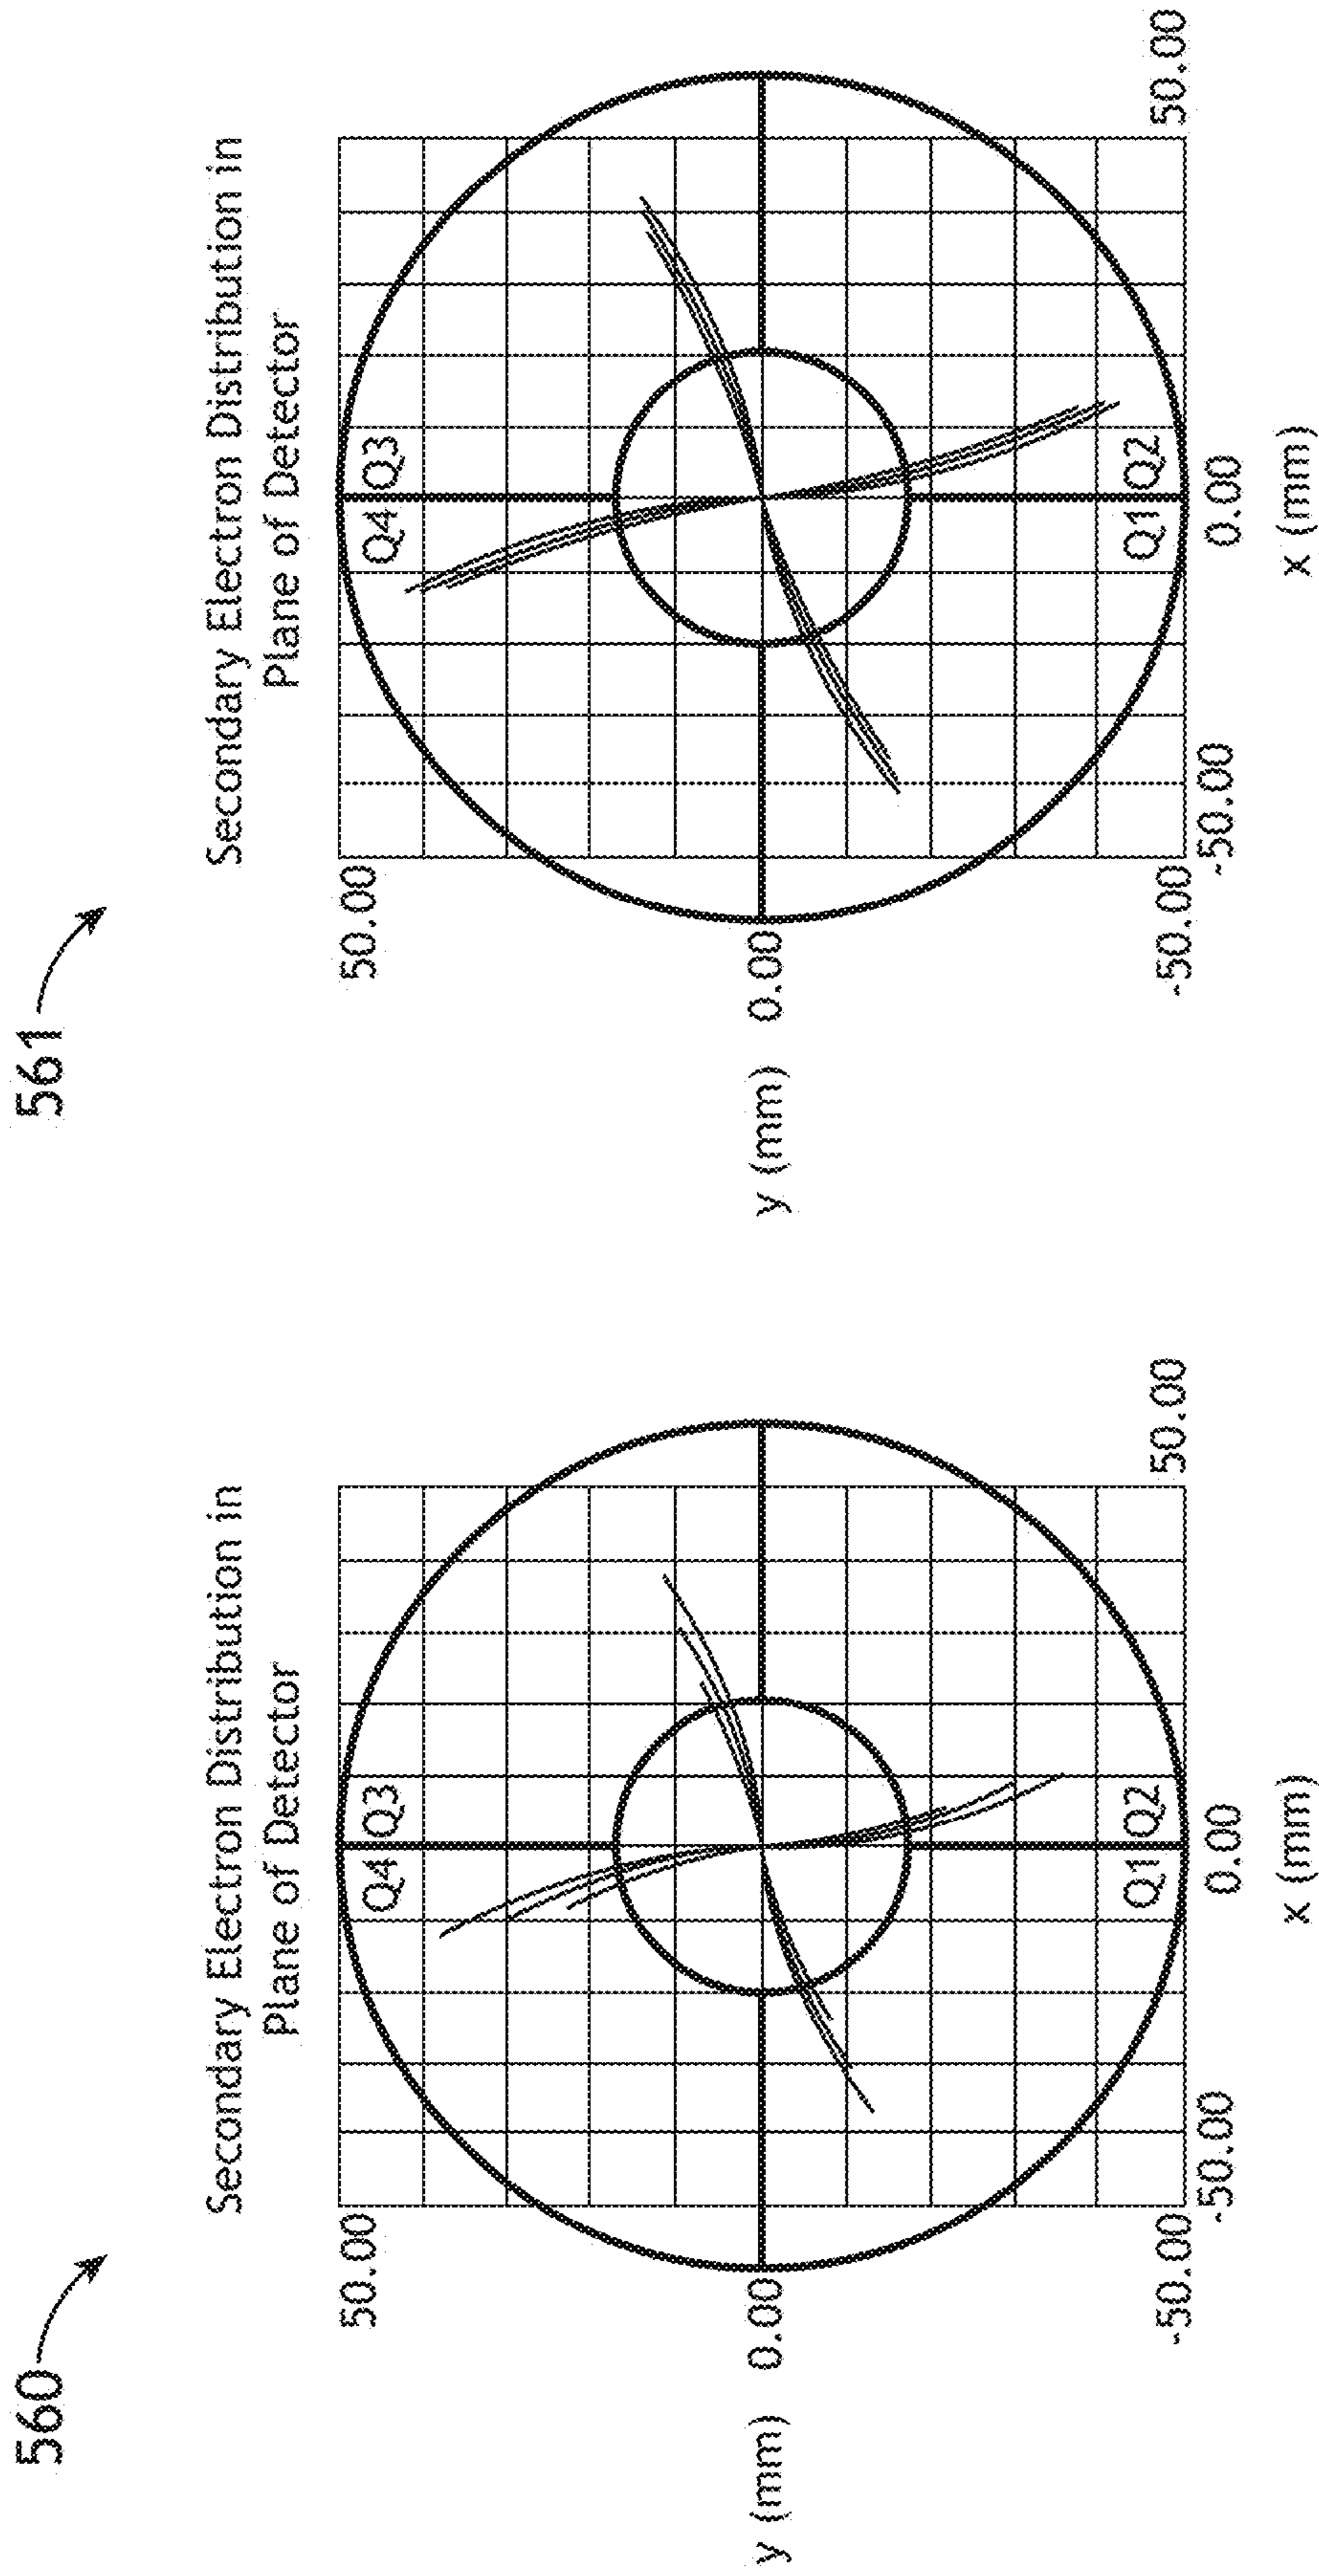 560
Secondary Electron Distribution in
Plane of Detector
50.00
Q4 Q3
y (mm) 0.00
Q1 Q2
-50.00
-50.00 0.00 50.00
x (mm)
561
Secondary Electron Distribution in
Plane of Detector
50.00
Q4 Q3
y (mm) 0.00
Q1 Q2
-50.00
-50.00 0.00 50.00
x (mm)